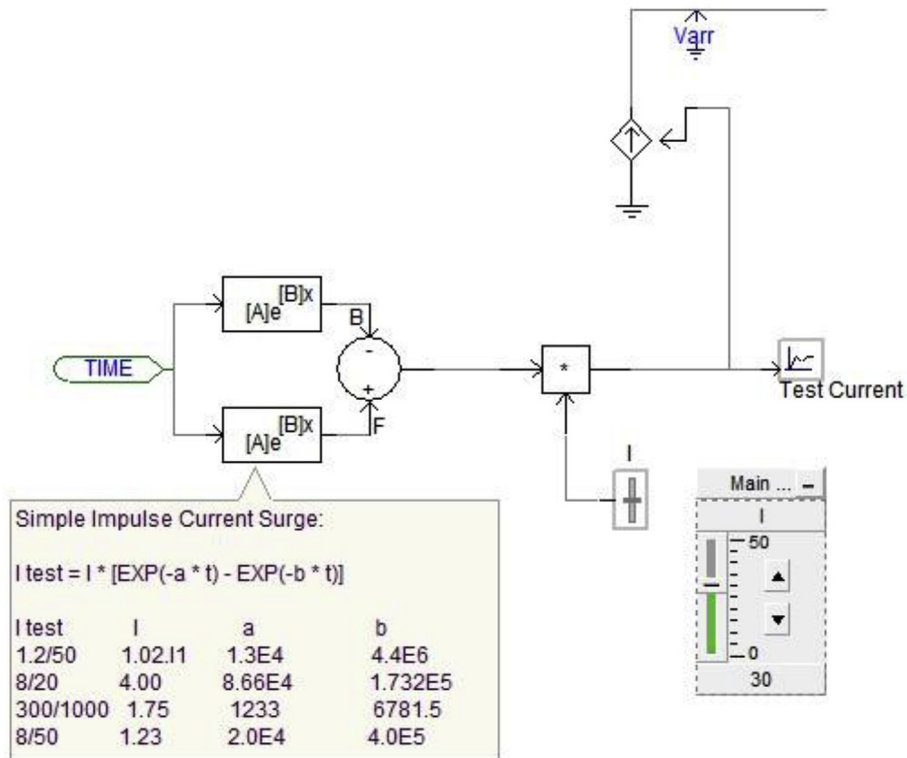 Varr
[B]x
[A]e
B
-
TIME
+
*
F
[B]x
[A]e
Test Current
I
Main ...
I
50
0
30
Simple Impulse Current Surge:
I test = I * [EXP(-a * t) - EXP(-b * t)]
I test I a b
1.2/50 1.02.I1 1.3E4 4.4E6
8/20 4.00 8.66E4 1.732E5
300/1000 1.75 1233 6781.5
8/50 1.23 2.0E4 4.0E5